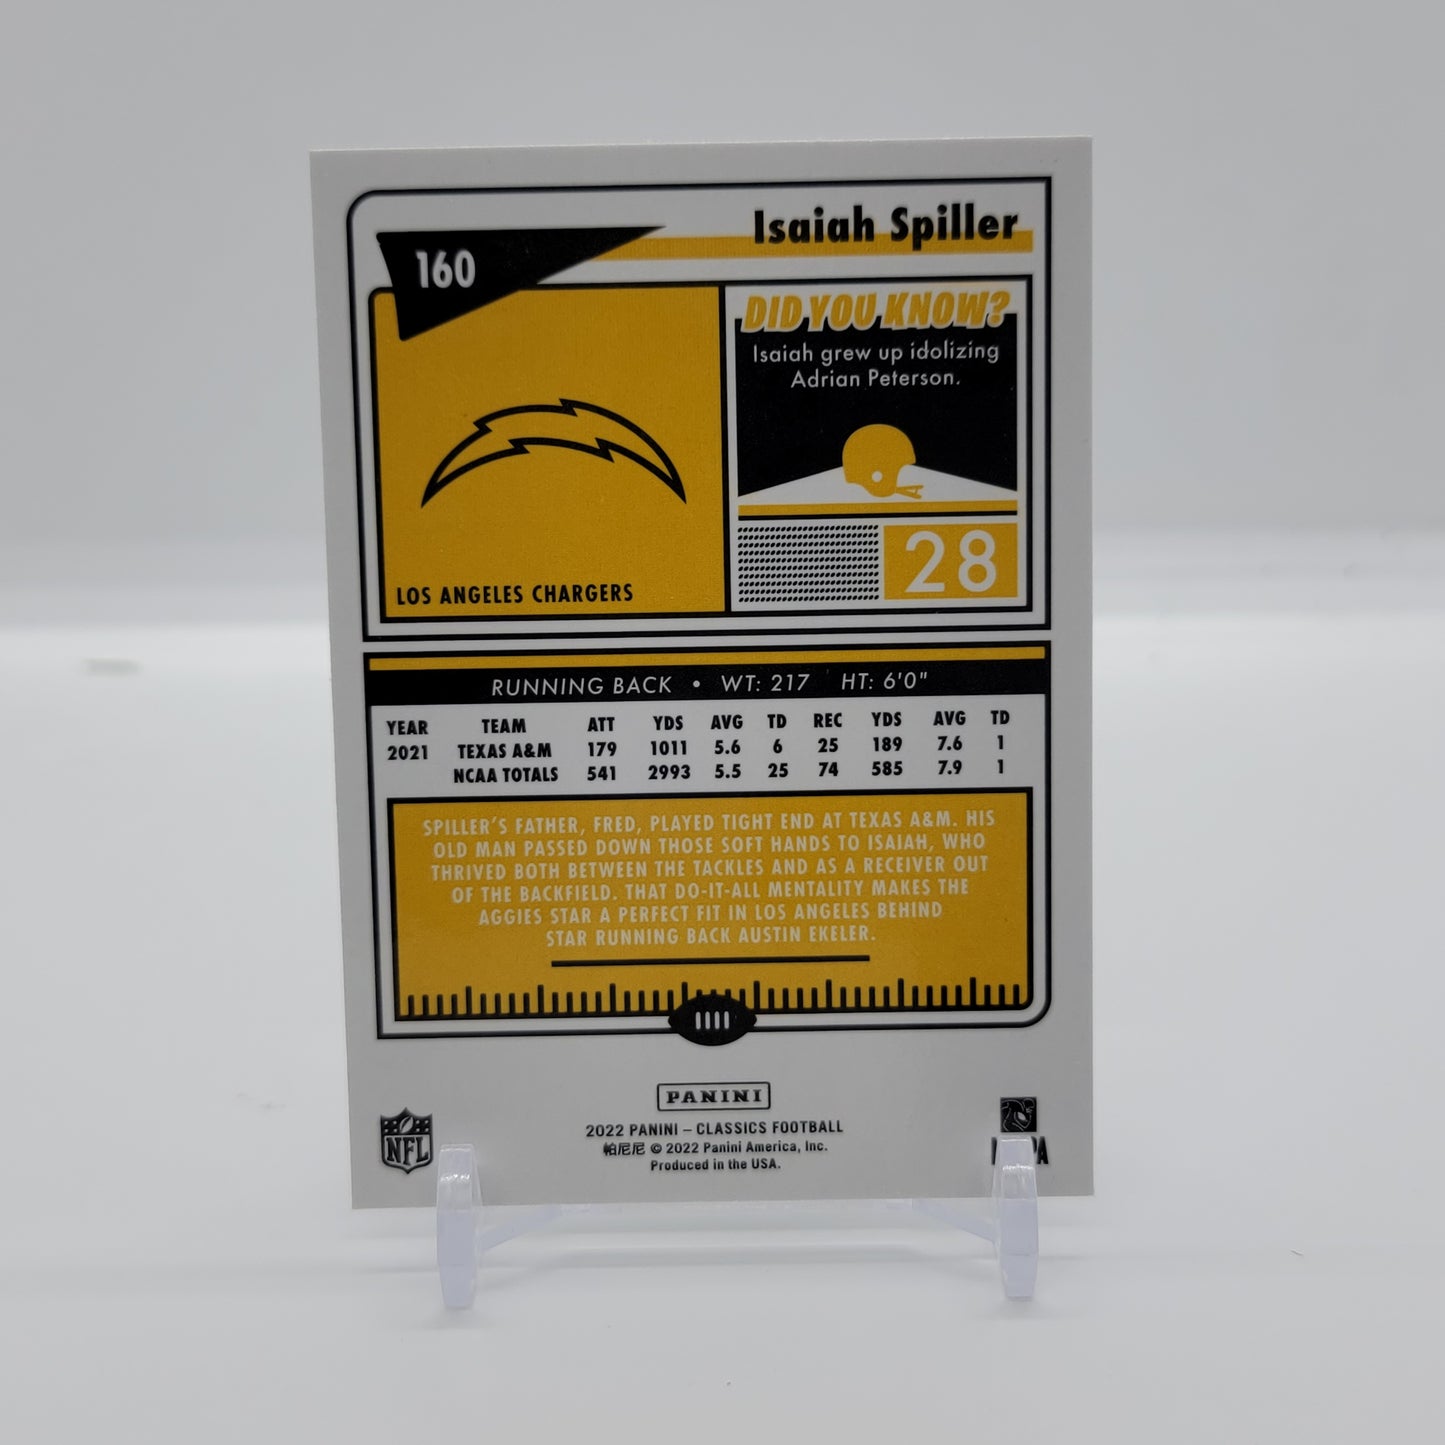 Isaiah Spiller
160
DID YOU KNOW?
Isaiah grew up idolizing
Adrian Peterson.
28
LOS ANGELES CHARGERS
RUNNING BACK • WT: 217 HT: 6'0"
YEAR TEAM ATT YDS AVG TD REC YDS AVG TD
2021 TEXAS A&M 179 1011 5.6 6 25 189 7.6 1
NCAA TOTALS 541 2993 5.5 25 74 585 7.9 1
SPILLER'S FATHER, FRED, PLAYED TIGHT END AT TEXAS A&M. HIS
OLD MAN PASSED DOWN THOSE SOFT HANDS TO ISAIAH, WHO
THRIVED BOTH BETWEEN THE TACKLES AND AS A RECEIVER OUT
OF THE BACKFIELD. THAT DO-IT-ALL MENTALITY MAKES THE
AGGIES STAR A PERFECT FIT IN LOS ANGELES BEHIND
STAR RUNNING BACK AUSTIN EKELER.
PANINI
NFL
2022 PANINI – CLASSICS FOOTBALL
帕尼尼 © 2022 Panini America, Inc.
Produced in the USA.